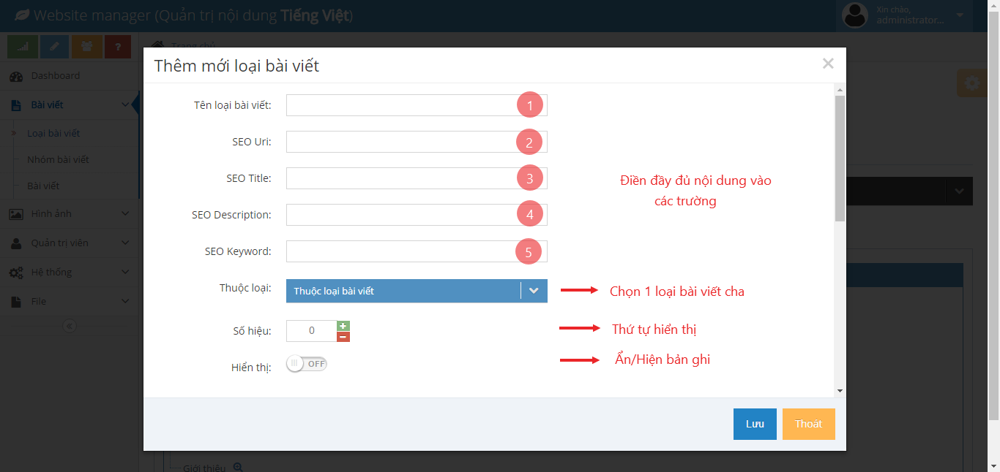 Website manager (Quản trị nội dung Tiếng Việt)
Xin chào,
administrator...
?
Trang chủ
Dashboard
Bài viết
Loại bài viết
Nhóm bài viết
Bài viết
Hình ảnh
Quản trị viên
Hệ thống
File
Thêm mới loại bài viết
Tên loại bài viết:
1
SEO Uri:
2
SEO Title:
3
SEO Description:
4
SEO Keyword:
5
Điền đầy đủ nội dung vào
các trường
Thuộc loại:
Thuộc loại bài viết
Chọn 1 loại bài viết cha
Số hiệu:
0
Thứ tự hiển thị
Hiển thị:
OFF
Ẩn/Hiện bản ghi
Lưu
Thoát
Giới thiệu